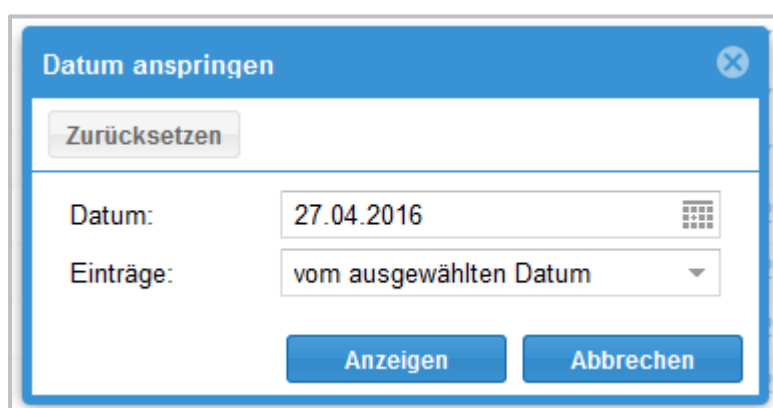 Datum anspringen
Zurücksetzen
Datum: 27.04.2016
Einträge: vom ausgewählten Datum
Anzeigen Abbrechen